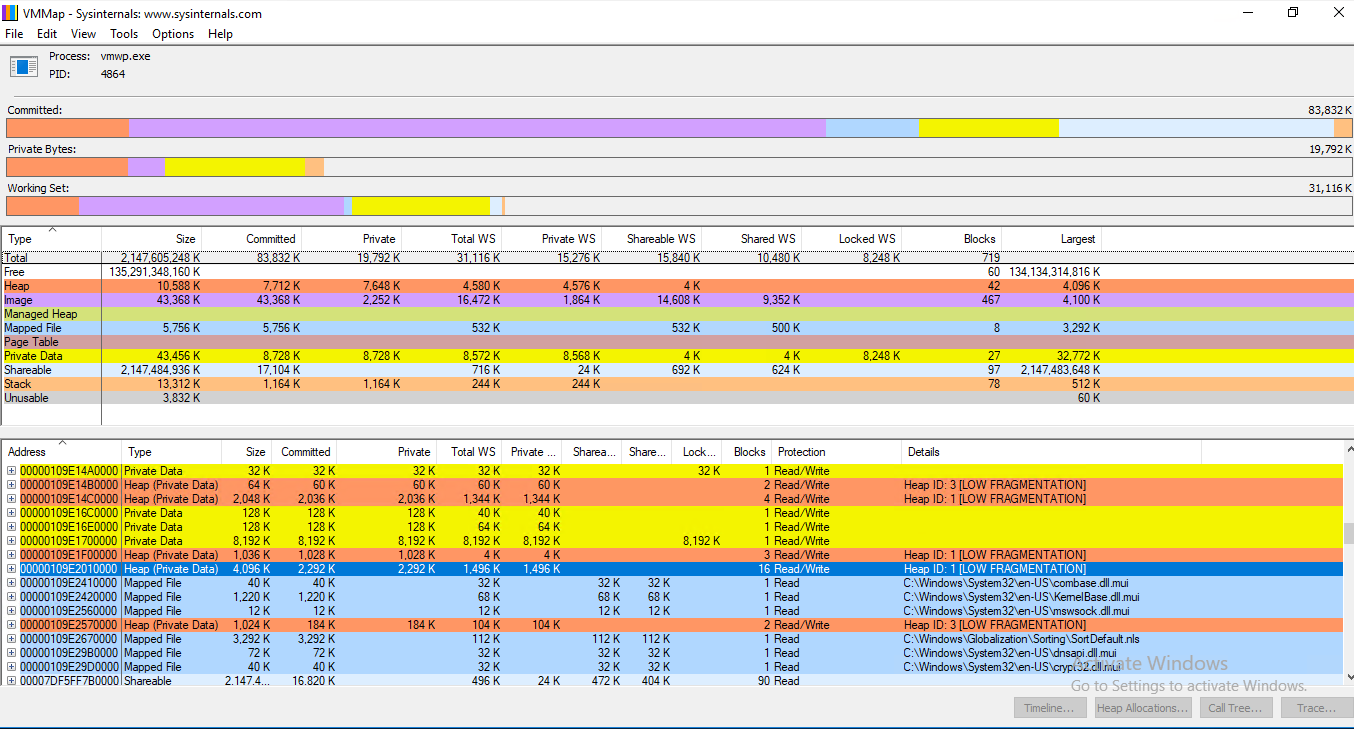 VMMap - Sysinternals: www.sysinternals.com
File Edit View Tools Options Help
Process: vmwp.exe
PID: 4864
Committed: 83,832 K
Private Bytes: 19,792 K
Working Set: 31,116 K
Type Size Committed Private Total WS Private WS Shareable WS Shared WS Locked WS Blocks Largest
Total 2,147,605,248 K 83,832 K 19,792 K 31,116 K 15,276 K 15,840 K 10,480 K 8,248 K 719
Free 135,291,348,160 K 60 134,134,314,816 K
Heap 10,588 K 7,712 K 7,648 K 4,580 K 4,576 K 4 K 42 4,096 K
Image 43,368 K 43,368 K 2,252 K 16,472 K 1,864 K 14,608 K 9,352 K 467 4,100 K
Managed Heap
Mapped File 5,756 K 5,756 K 532 K 532 K 500 K 8 3,292 K
Page Table
Private Data 43,456 K 8,728 K 8,728 K 8,572 K 8,568 K 4 K 4 K 8,248 K 27 32,772 K
Shareable 2,147,484,936 K 17,104 K 716 K 24 K 692 K 624 K 97 2,147,483,648 K
Stack 13,312 K 1,164 K 1,164 K 244 K 244 K 78 512 K
Unusable 3,832 K 60 K
Address Type Size Committed Private Total WS Private ... Sharea... Share... Lock... Blocks Protection Details
00000109E14A0000 Private Data 32 K 32 K 32 K 32 K 32 K 32 K 1 Read/Write
00000109E14B0000 Heap (Private Data) 64 K 60 K 60 K 60 K 60 K 2 Read/Write Heap ID: 3 [LOW FRAGMENTATION]
00000109E14C0000 Heap (Private Data) 2,048 K 2,036 K 2,036 K 1,344 K 1,344 K 4 Read/Write Heap ID: 1 [LOW FRAGMENTATION]
00000109E16C0000 Private Data 128 K 128 K 128 K 40 K 40 K 1 Read/Write
00000109E16E0000 Private Data 128 K 128 K 128 K 64 K 64 K 1 Read/Write
00000109E1700000 Private Data 8,192 K 8,192 K 8,192 K 8,192 K 8,192 K 8,192 K 1 Read/Write
00000109E1F00000 Heap (Private Data) 1,036 K 1,028 K 1,028 K 4 K 4 K 3 Read/Write Heap ID: 1 [LOW FRAGMENTATION]
00000109E2010000 Heap (Private Data) 4,096 K 2,292 K 2,292 K 1,496 K 1,496 K 16 Read/Write Heap ID: 1 [LOW FRAGMENTATION]
00000109E2410000 Mapped File 40 K 40 K 32 K 32 K 32 K 1 Read C:\Windows\System32\en-US\combase.dll.mui
00000109E2420000 Mapped File 1,220 K 1,220 K 68 K 68 K 68 K 1 Read C:\Windows\System32\en-US\KernelBase.dll.mui
00000109E2560000 Mapped File 12 K 12 K 12 K 12 K 12 K 1 Read C:\Windows\System32\en-US\mswsock.dll.mui
00000109E2570000 Heap (Private Data) 1,024 K 184 K 184 K 104 K 104 K 2 Read/Write Heap ID: 3 [LOW FRAGMENTATION]
00000109E2670000 Mapped File 3,292 K 3,292 K 112 K 112 K 112 K 1 Read C:\Windows\Globalization\Sorting\SortDefault.nls
00000109E29B0000 Mapped File 72 K 72 K 32 K 32 K 32 K 1 Read C:\Windows\System32\en-US\dnsapi.dll.mui
00000109E29D0000 Mapped File 40 K 40 K 32 K 32 K 32 K 1 Read C:\Windows\System32\en-US\crypt32.dll.mui
00007DF5FF7B0000 Shareable 2,147,4... 16,820 K 496 K 24 K 472 K 404 K 90 Read
Activate Windows
Go to Settings to activate Windows.
Timeline... Heap Allocations... Call Tree... Trace...